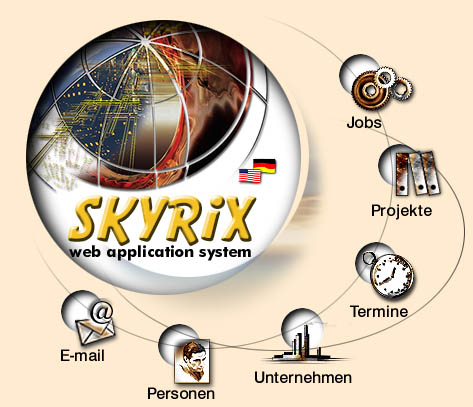 SKYRiX
web application system
Jobs
Projekte
Termine
Unternehmen
Personen
E-mail
@